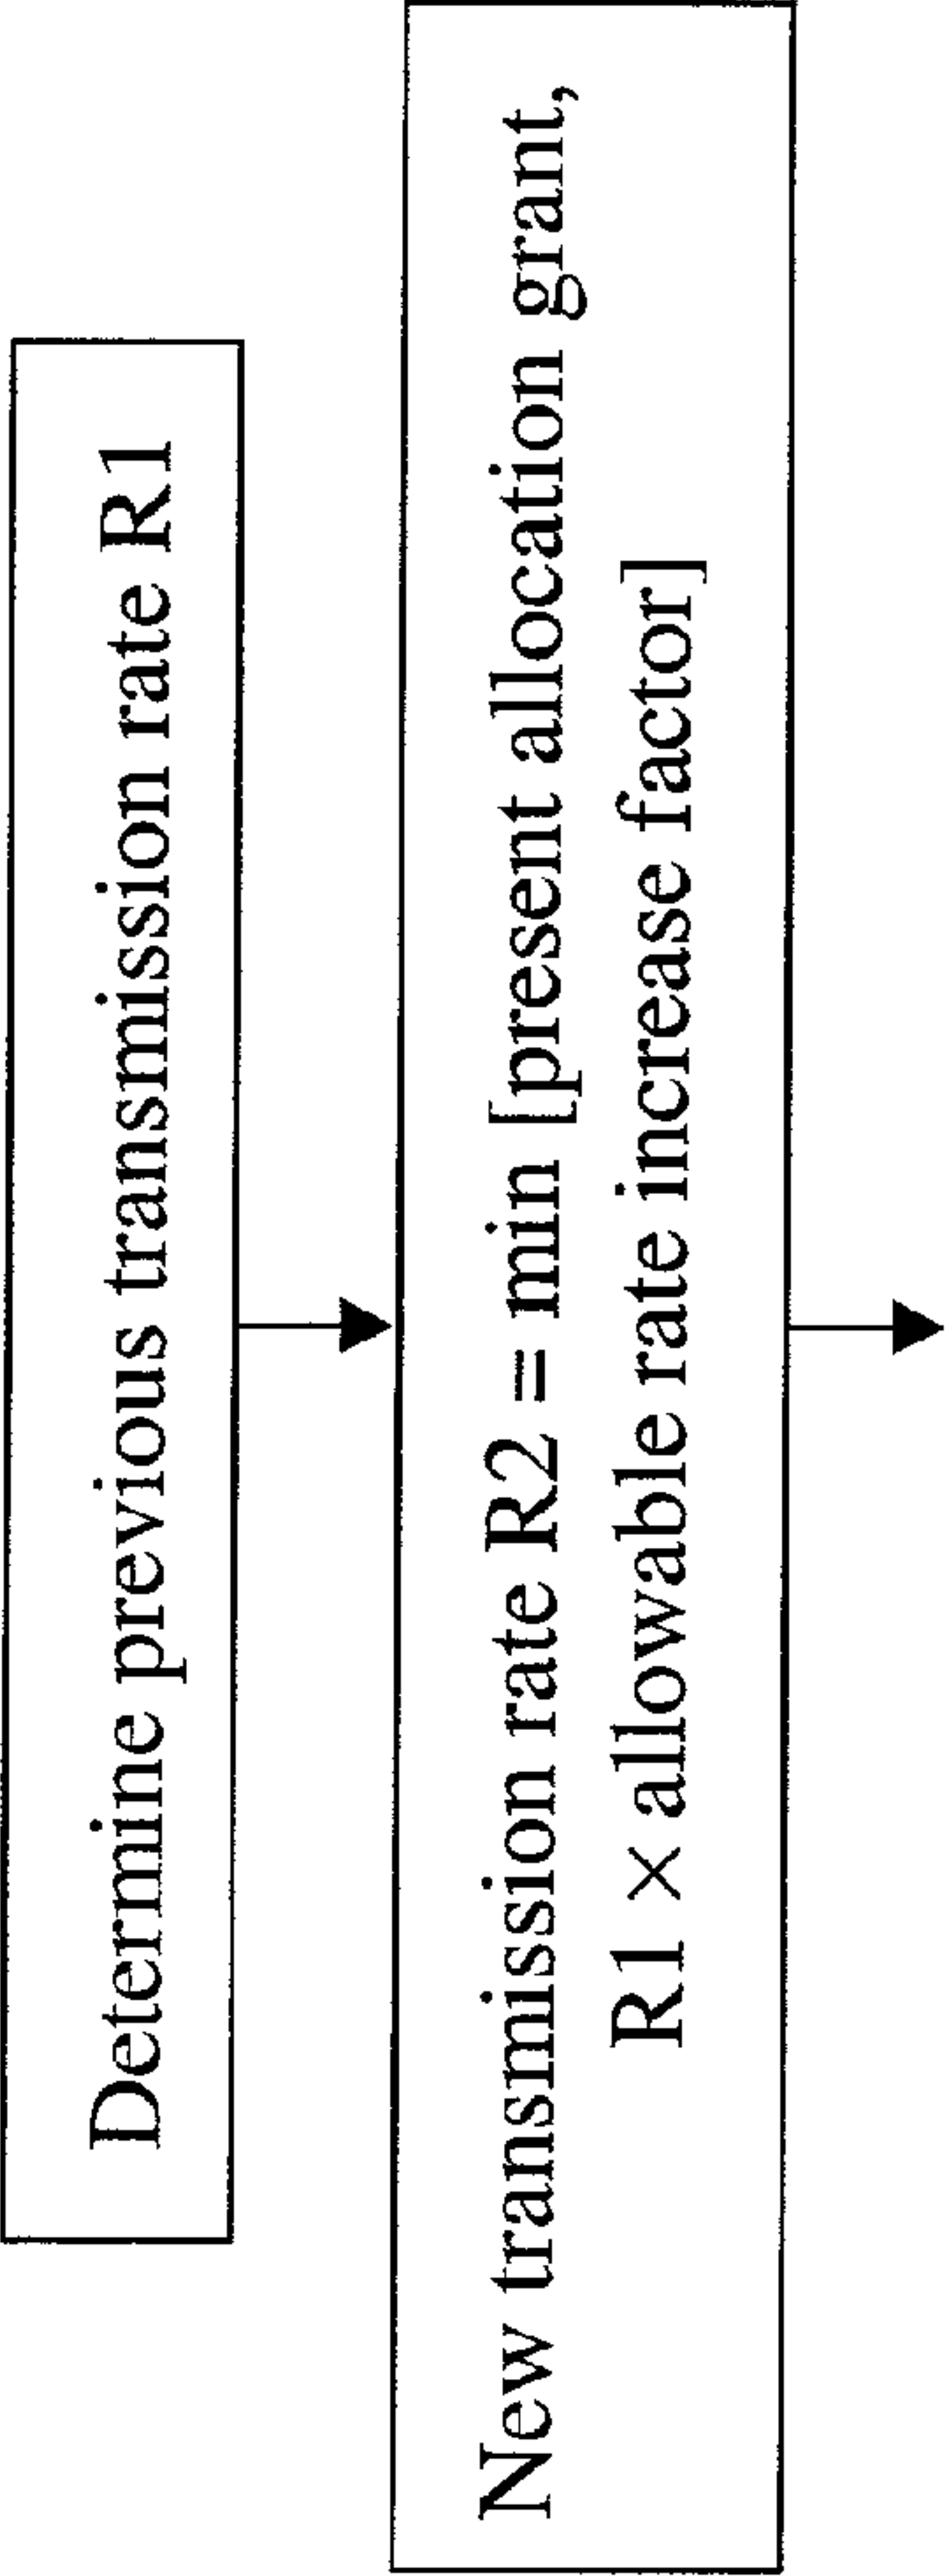 Determine previous transmission rate R1
New transmission rate R2 = min [present allocation grant,
R1 × allowable rate increase factor]